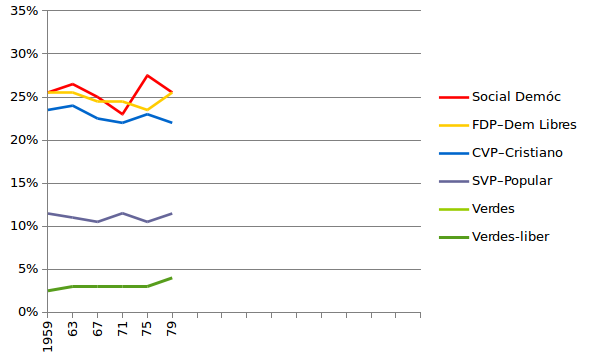 35%
30%
25%
20%
15%
10%
5%
0%
1959
63
67
71
75
79
Social Demóc
FDP–Dem Libres
CVP–Cristiano
SVP–Popular
Verdes
Verdes-liber